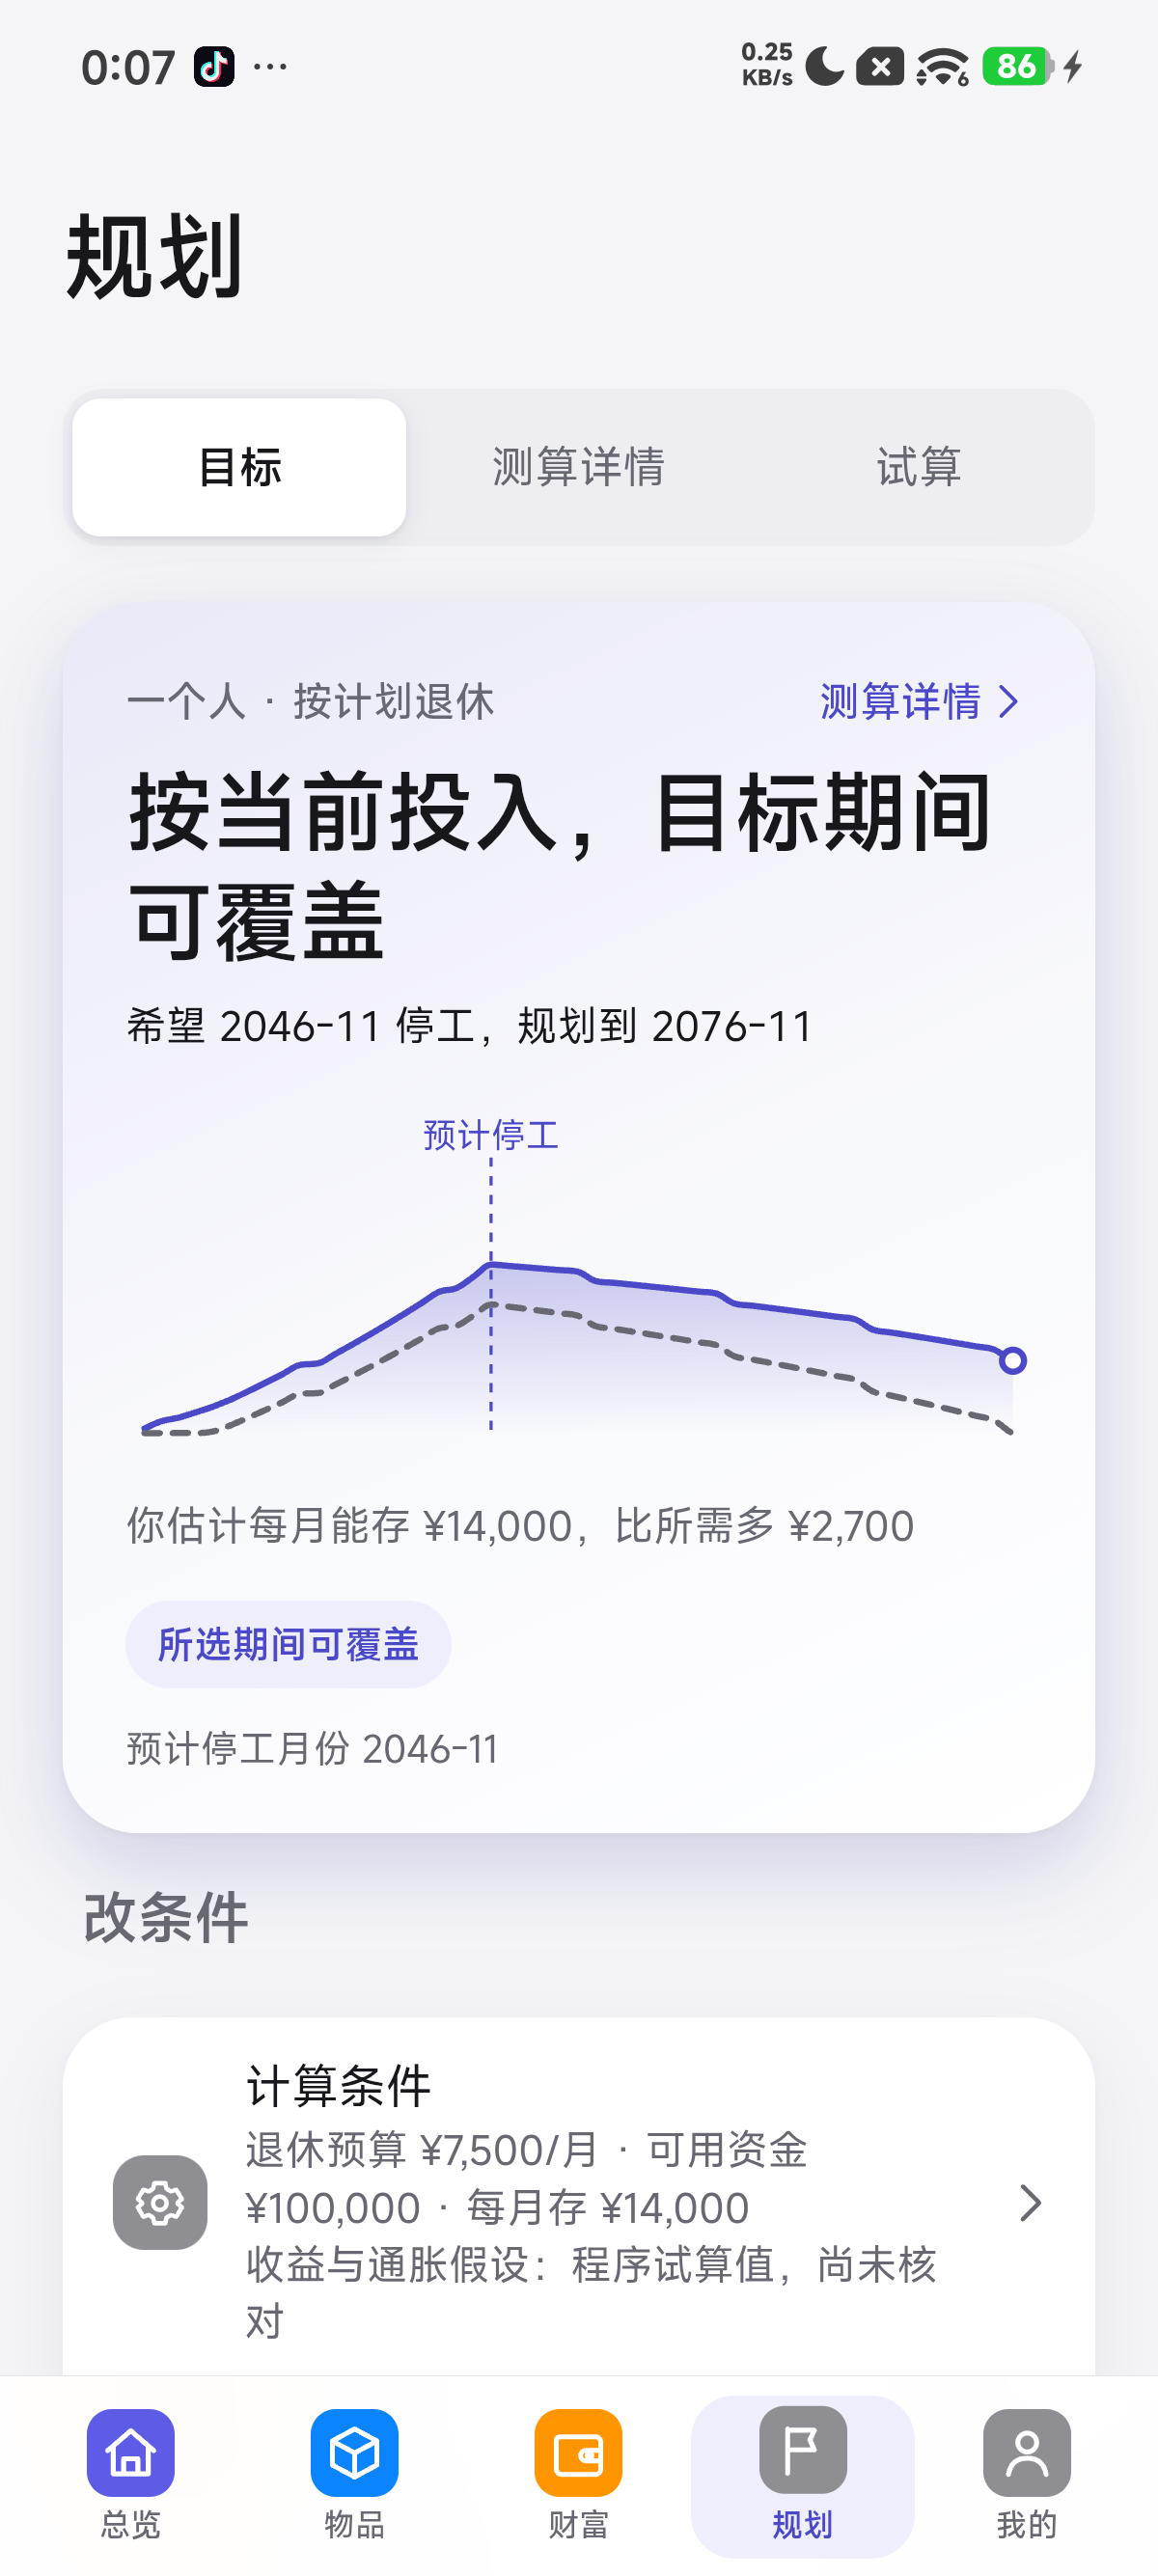 0:07 ···
0.25
KB/s
6
86
规划
目标
测算详情
试算
一个人 · 按计划退休
测算详情
按当前投入，目标期间
可覆盖
希望 2046-11 停工，规划到 2076-11
预计停工
你估计每月能存 ¥14,000，比所需多 ¥2,700
所选期间可覆盖
预计停工月份 2046-11
改条件
计算条件
退休预算 ¥7,500/月 · 可用资金
¥100,000 · 每月存 ¥14,000
收益与通胀假设：程序试算值，尚未核
对
总览
物品
财富
规划
我的